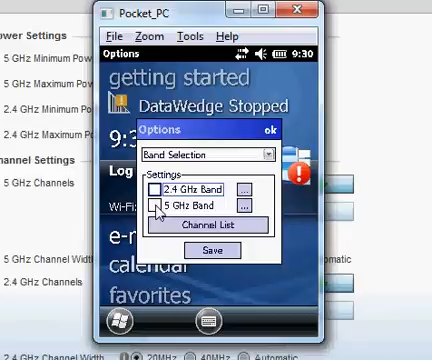 Pocket_PC
File Zoom Tools Help
Options 9:30
getting started
DataWedge Stopped
Options ok
Band Selection
Settings
2.4 GHz Band ...
5 GHz Band ...
Channel List
Save
Log
Wi-Fi:
calendar
favorites
ower Settings
5 GHz Minimum Pow
5 GHz Maximum Pow
2.4 GHz Minimum Po
2.4 GHz Maximum Po
hannel Settings
5 GHz Channels
5 GHz Channel Width
2.4 GHz Channels
2.4 GHz Channel Width 20MHz 40MHz Automatic